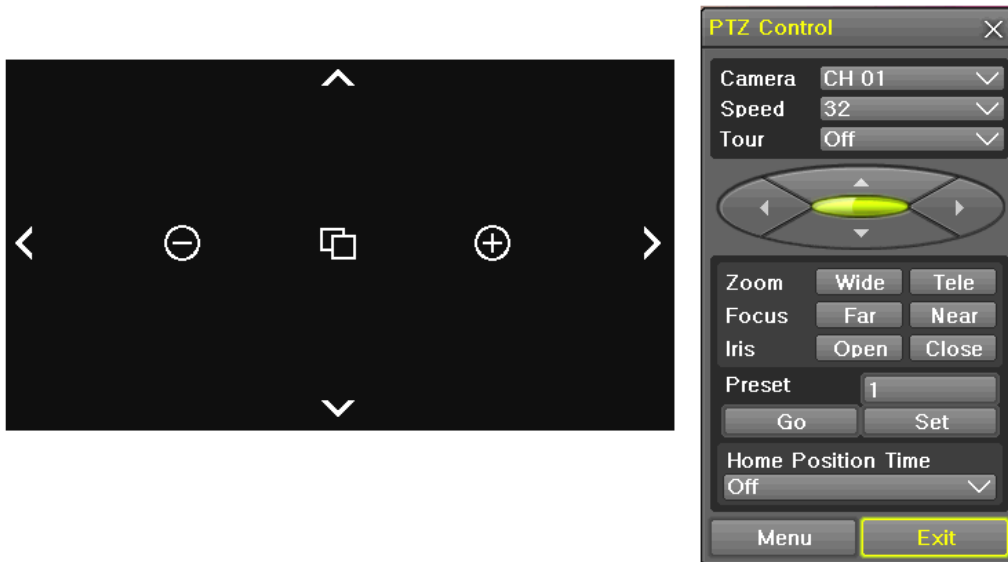 PTZ Control
Camera CH 01
Speed 32
Tour Off
Zoom Wide Tele
Focus Far Near
Iris Open Close
Preset 1
Go Set
Home Position Time
Off
Menu Exit